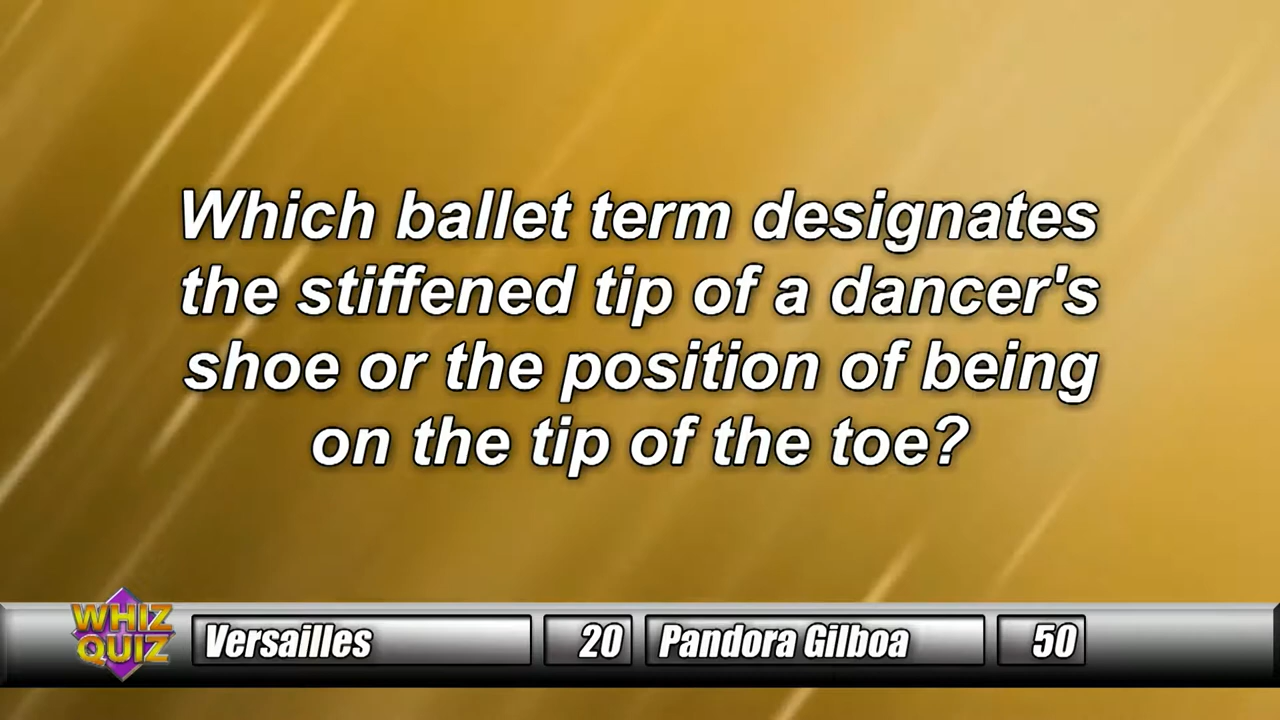 Which ballet term designates
the stiffened tip of a dancer's
shoe or the position of being
on the tip of the toe?
WHIZ
QUIZ
Versailles 20 Pandora Gilboa 50